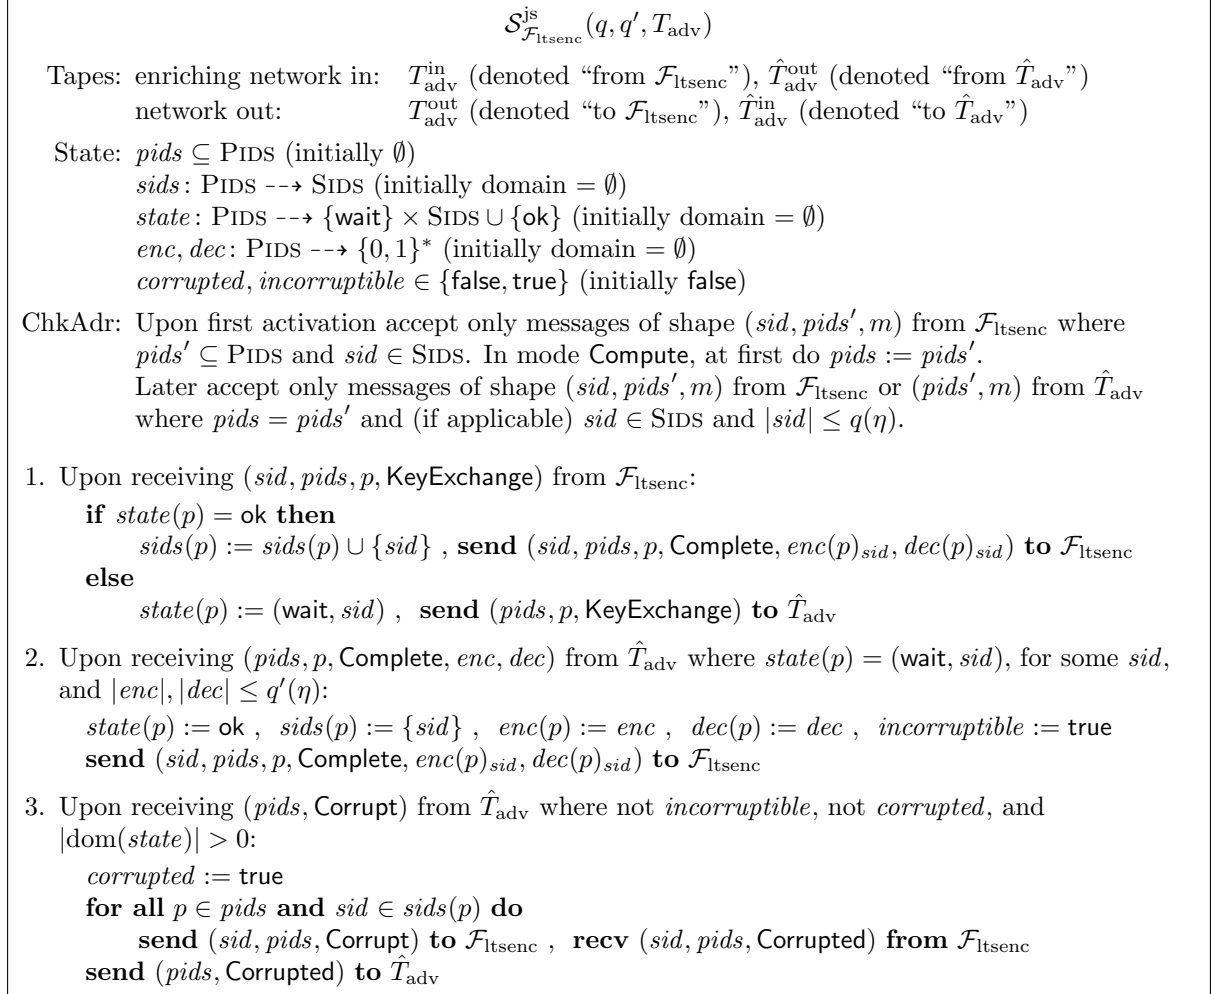 𝒮^js_ℱltsenc(q, q′, T_adv)
Tapes: enriching network in: T^in_adv (denoted “from ℱ_ltsenc”), T̂^out_adv (denoted “from T̂_adv”)
network out: T^out_adv (denoted “to ℱ_ltsenc”), T̂^in_adv (denoted “to T̂_adv”)
State: pids ⊆ PIDS (initially ∅)
sids: PIDS ⇢ SIDS (initially domain = ∅)
state: PIDS ⇢ {wait} × SIDS ∪ {ok} (initially domain = ∅)
enc, dec: PIDS ⇢ {0, 1}* (initially domain = ∅)
corrupted, incorruptible ∈ {false, true} (initially false)
ChkAdr: Upon first activation accept only messages of shape (sid, pids′, m) from ℱ_ltsenc where
pids′ ⊆ PIDS and sid ∈ SIDS. In mode Compute, at first do pids := pids′.
Later accept only messages of shape (sid, pids′, m) from ℱ_ltsenc or (pids′, m) from T̂_adv
where pids = pids′ and (if applicable) sid ∈ SIDS and |sid| ≤ q(η).
1. Upon receiving (sid, pids, p, KeyExchange) from ℱ_ltsenc:
if state(p) = ok then
sids(p) := sids(p) ∪ {sid} , send (sid, pids, p, Complete, enc(p)_sid, dec(p)_sid) to ℱ_ltsenc
else
state(p) := (wait, sid) , send (pids, p, KeyExchange) to T̂_adv
2. Upon receiving (pids, p, Complete, enc, dec) from T̂_adv where state(p) = (wait, sid), for some sid,
and |enc|, |dec| ≤ q′(η):
state(p) := ok , sids(p) := {sid} , enc(p) := enc , dec(p) := dec , incorruptible := true
send (sid, pids, p, Complete, enc(p)_sid, dec(p)_sid) to ℱ_ltsenc
3. Upon receiving (pids, Corrupt) from T̂_adv where not incorruptible, not corrupted, and
|dom(state)| > 0:
corrupted := true
for all p ∈ pids and sid ∈ sids(p) do
send (sid, pids, Corrupt) to ℱ_ltsenc , recv (sid, pids, Corrupted) from ℱ_ltsenc
send (pids, Corrupted) to T̂_adv